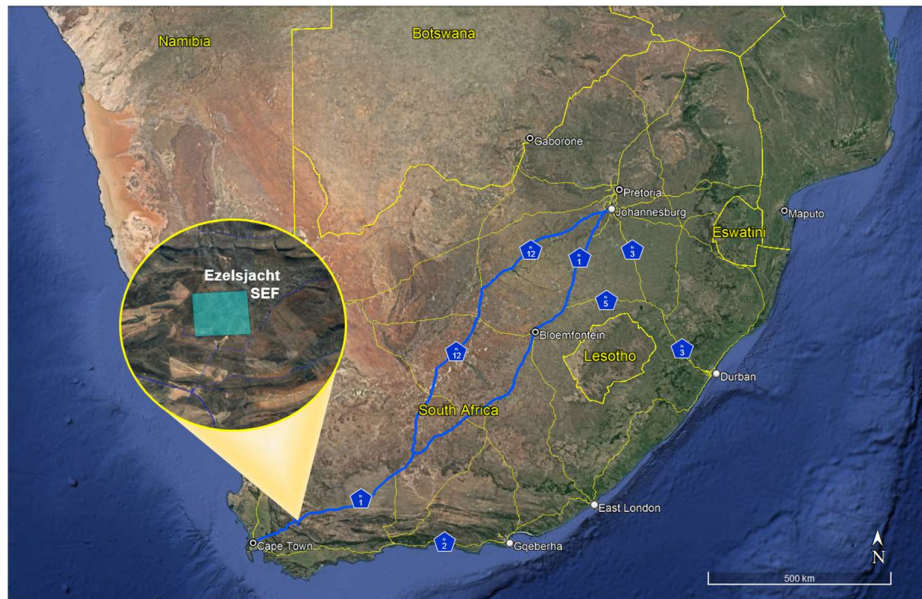 Namibia
Botswana
Gaborone
Pretoria
Johannesburg
Maputo
Eswatini
N
12
N
1
N
3
Ezelsjacht
SEF
N
5
Bloemfontein
N
12
Lesotho
N
3
Durban
South Africa
N
1
East London
Cape Town
N
2
Gqeberha
N
500 km